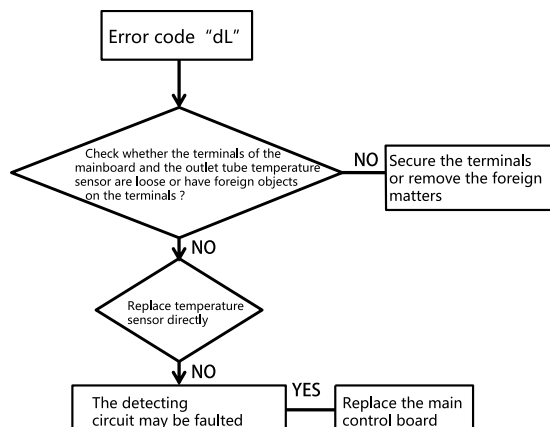 Error code “dL”
Check whether the terminals of the
mainboard and the outlet tube temperature
sensor are loose or have foreign objects
on the terminals ?
NO
Secure the terminals
or remove the foreign
matters
NO
Replace temperature
sensor directly
NO
The detecting
circuit may be faulted
YES
Replace the main
control board